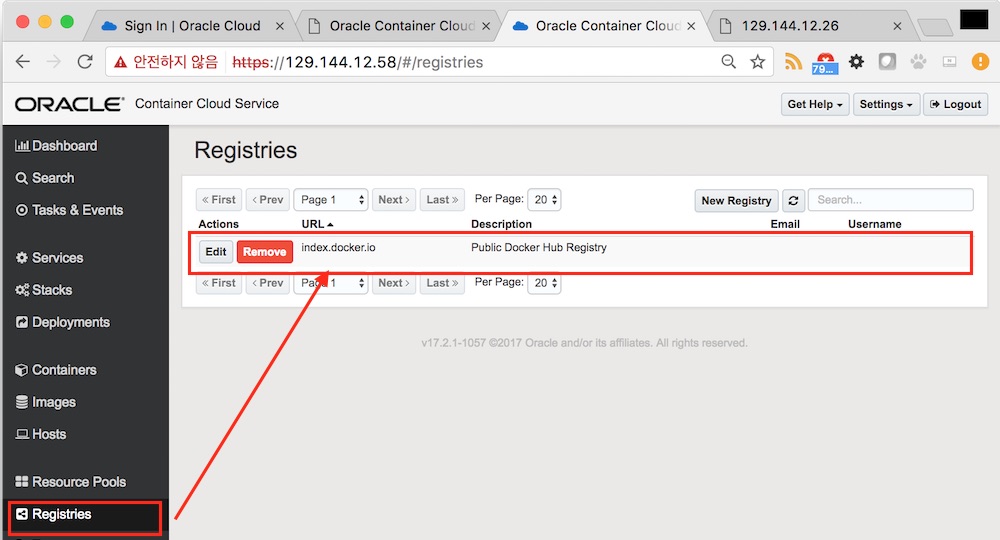 Sign In | Oracle Cloud
Oracle Container Cloud
Oracle Container Cloud
129.144.12.26
안전하지 않음 https://129.144.12.58/#/registries
79...
ORACLE® Container Cloud Service
Get Help
Settings
Logout
Dashboard
Search
Tasks & Events
Services
Stacks
Deployments
Containers
Images
Hosts
Resource Pools
Registries
Registries
« First ‹ Prev Page 1 Next › Last » Per Page: 20 New Registry Search...
Actions URL Description Email Username
Edit Remove index.docker.io Public Docker Hub Registry
« First ‹ Prev Page 1 Next › Last » Per Page: 20
v17.2.1-1057 ©2017 Oracle and/or its affiliates. All rights reserved.